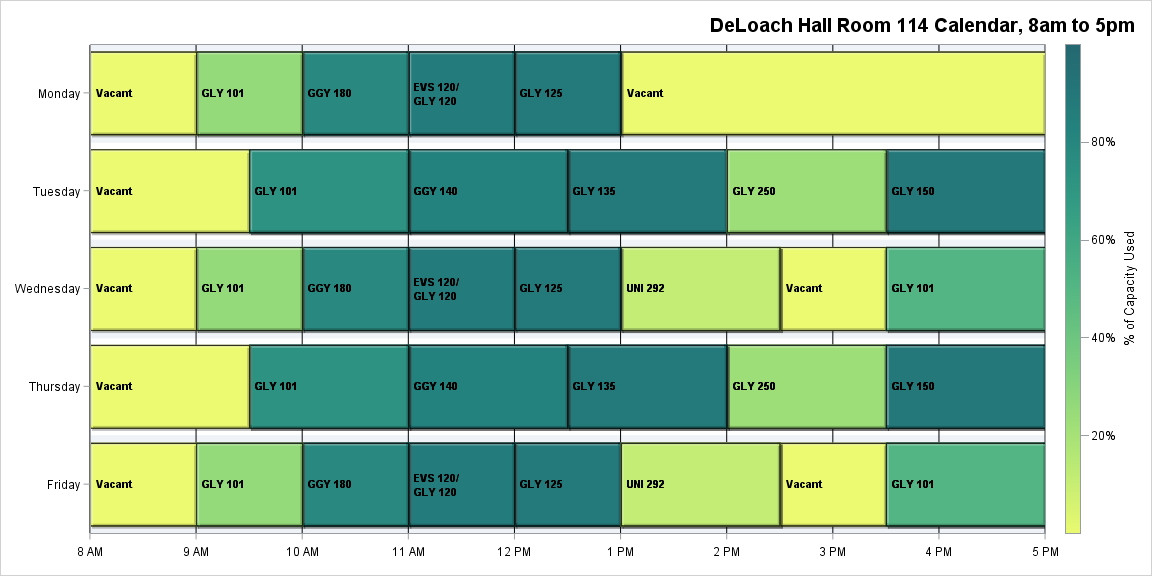 DeLoach Hall Room 114 Calendar, 8am to 5pm
Monday
Vacant
GLY 101
GGY 180
EVS 120/
GLY 120
GLY 125
Vacant
Tuesday
Vacant
GLY 101
GGY 140
GLY 135
GLY 250
GLY 150
Wednesday
Vacant
GLY 101
GGY 180
EVS 120/
GLY 120
GLY 125
UNI 292
Vacant
GLY 101
Thursday
Vacant
GLY 101
GGY 140
GLY 135
GLY 250
GLY 150
Friday
Vacant
GLY 101
GGY 180
EVS 120/
GLY 120
GLY 125
UNI 292
Vacant
GLY 101
8 AM
9 AM
10 AM
11 AM
12 PM
1 PM
2 PM
3 PM
4 PM
5 PM
80%
60%
40%
20%
% of Capacity Used